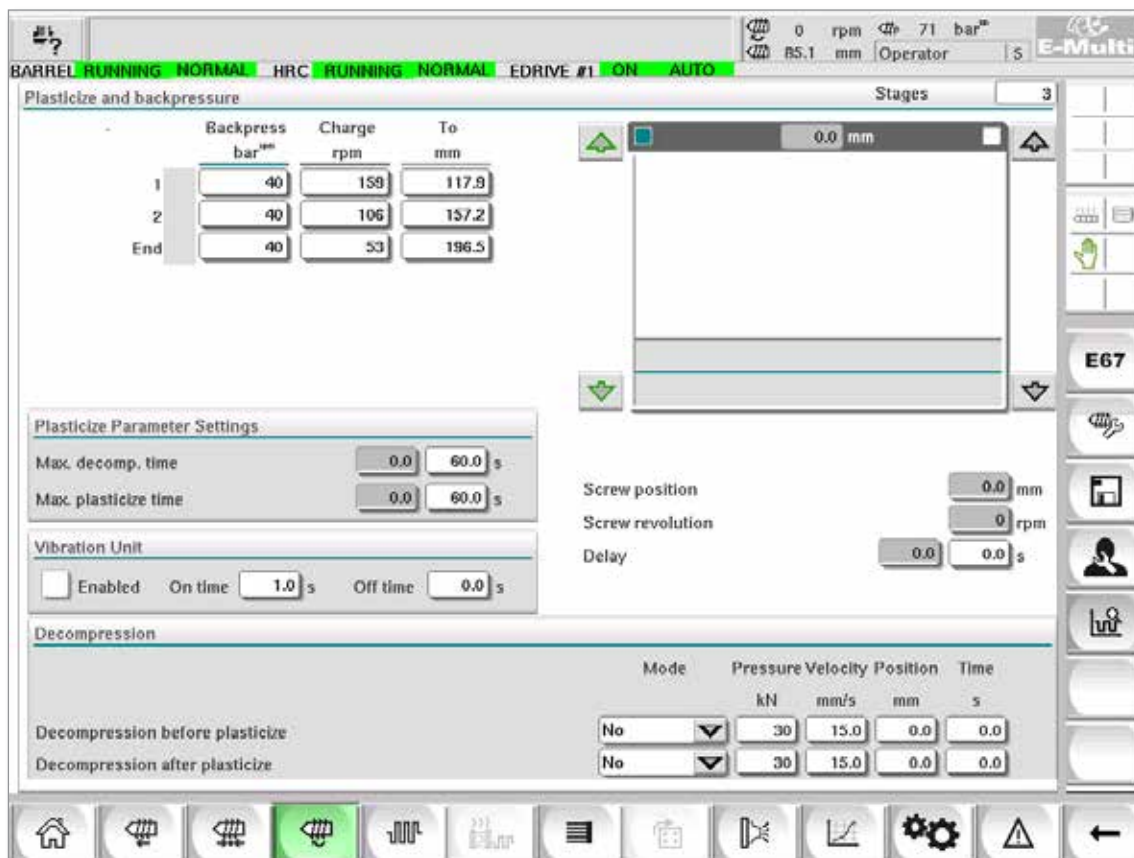 0 rpm 71 bar
85.1 mm Operator S
E-Multi
BARREL RUNNING NORMAL HRC RUNNING NORMAL EDRIVE #1 ON AUTO
Plasticize and backpressure Stages 3
Backpress Charge To
bar rpm mm
0.0 mm
1 40 159 117.9
2 40 106 157.2
End 40 53 196.5
E67
Plasticize Parameter Settings
Max. decomp. time 0.0 60.0 s
Max. plasticize time 0.0 60.0 s
Screw position 0.0 mm
Screw revolution 0 rpm
Delay 0.0 0.0 s
Vibration Unit
Enabled On time 1.0 s Off time 0.0 s
Decompression
Mode Pressure Velocity Position Time
kN mm/s mm s
Decompression before plasticize No 30 15.0 0.0 0.0
Decompression after plasticize No 30 15.0 0.0 0.0